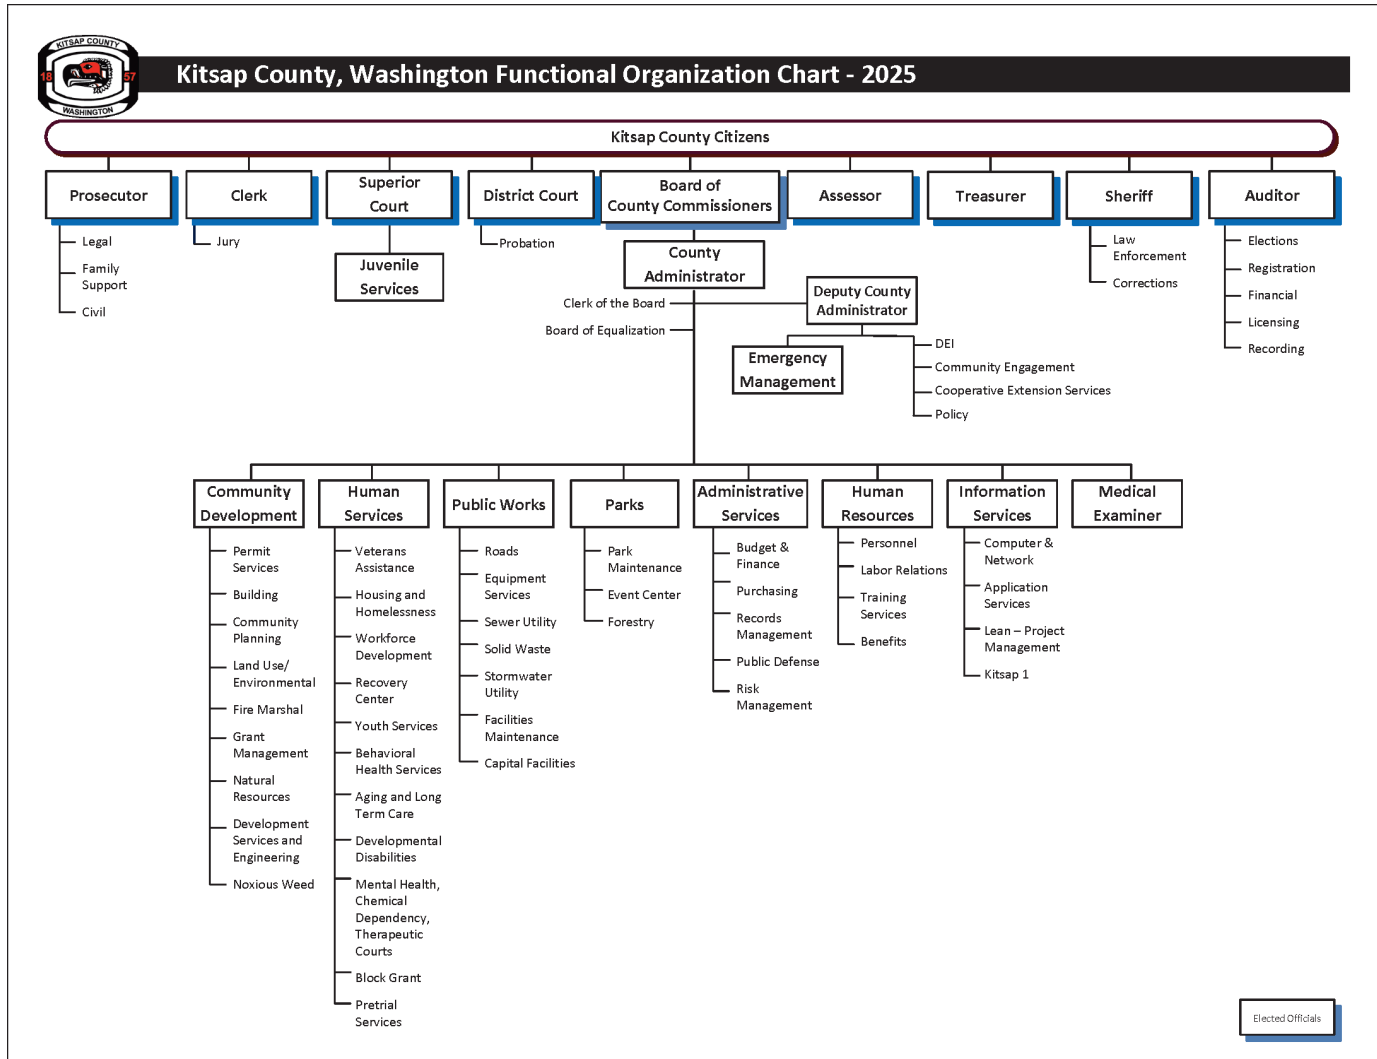 KITSAP COUNTY
18 57
WASHINGTON
Kitsap County, Washington Functional Organization Chart - 2025
Kitsap County Citizens
Prosecutor
Legal
Family
Support
Civil
Clerk
Jury
Superior
Court
Juvenile
Services
District Court
Probation
Board of
County Commissioners
County
Administrator
Clerk of the Board
Board of Equalization
Deputy County
Administrator
Emergency
Management
DEI
Community Engagement
Cooperative Extension Services
Policy
Assessor
Treasurer
Sheriff
Law
Enforcement
Corrections
Auditor
Elections
Registration
Financial
Licensing
Recording
Community
Development
Permit
Services
Building
Community
Planning
Land Use/
Environmental
Fire Marshal
Grant
Management
Natural
Resources
Development
Services and
Engineering
Noxious Weed
Human
Services
Veterans
Assistance
Housing and
Homelessness
Workforce
Development
Recovery
Center
Youth Services
Behavioral
Health Services
Aging and Long
Term Care
Developmental
Disabilities
Mental Health,
Chemical
Dependency,
Therapeutic
Courts
Block Grant
Pretrial
Services
Public Works
Roads
Equipment
Services
Sewer Utility
Solid Waste
Stormwater
Utility
Facilities
Maintenance
Capital Facilities
Parks
Park
Maintenance
Event Center
Forestry
Administrative
Services
Budget &
Finance
Purchasing
Records
Management
Public Defense
Risk
Management
Human
Resources
Personnel
Labor Relations
Training
Services
Benefits
Information
Services
Computer &
Network
Application
Services
Lean – Project
Management
Kitsap 1
Medical
Examiner
Elected Officials